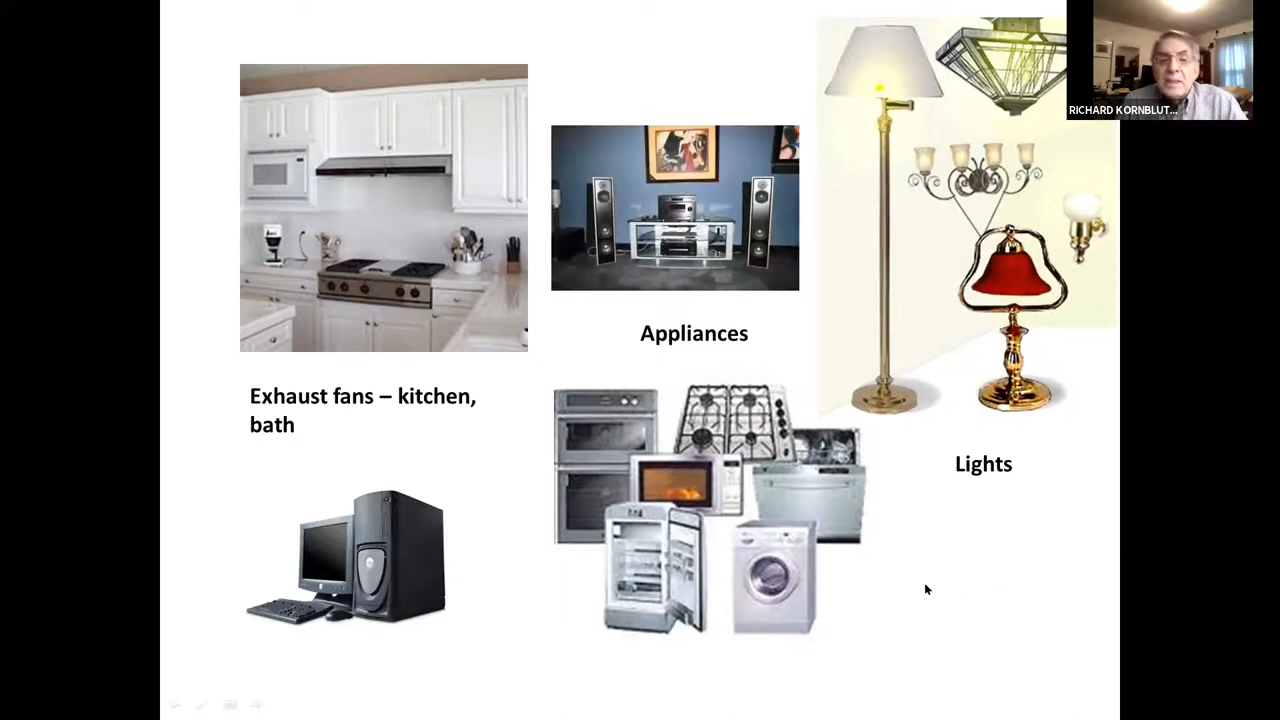 RICHARD KORNBLUT...
Appliances
Exhaust fans – kitchen,
bath
Lights